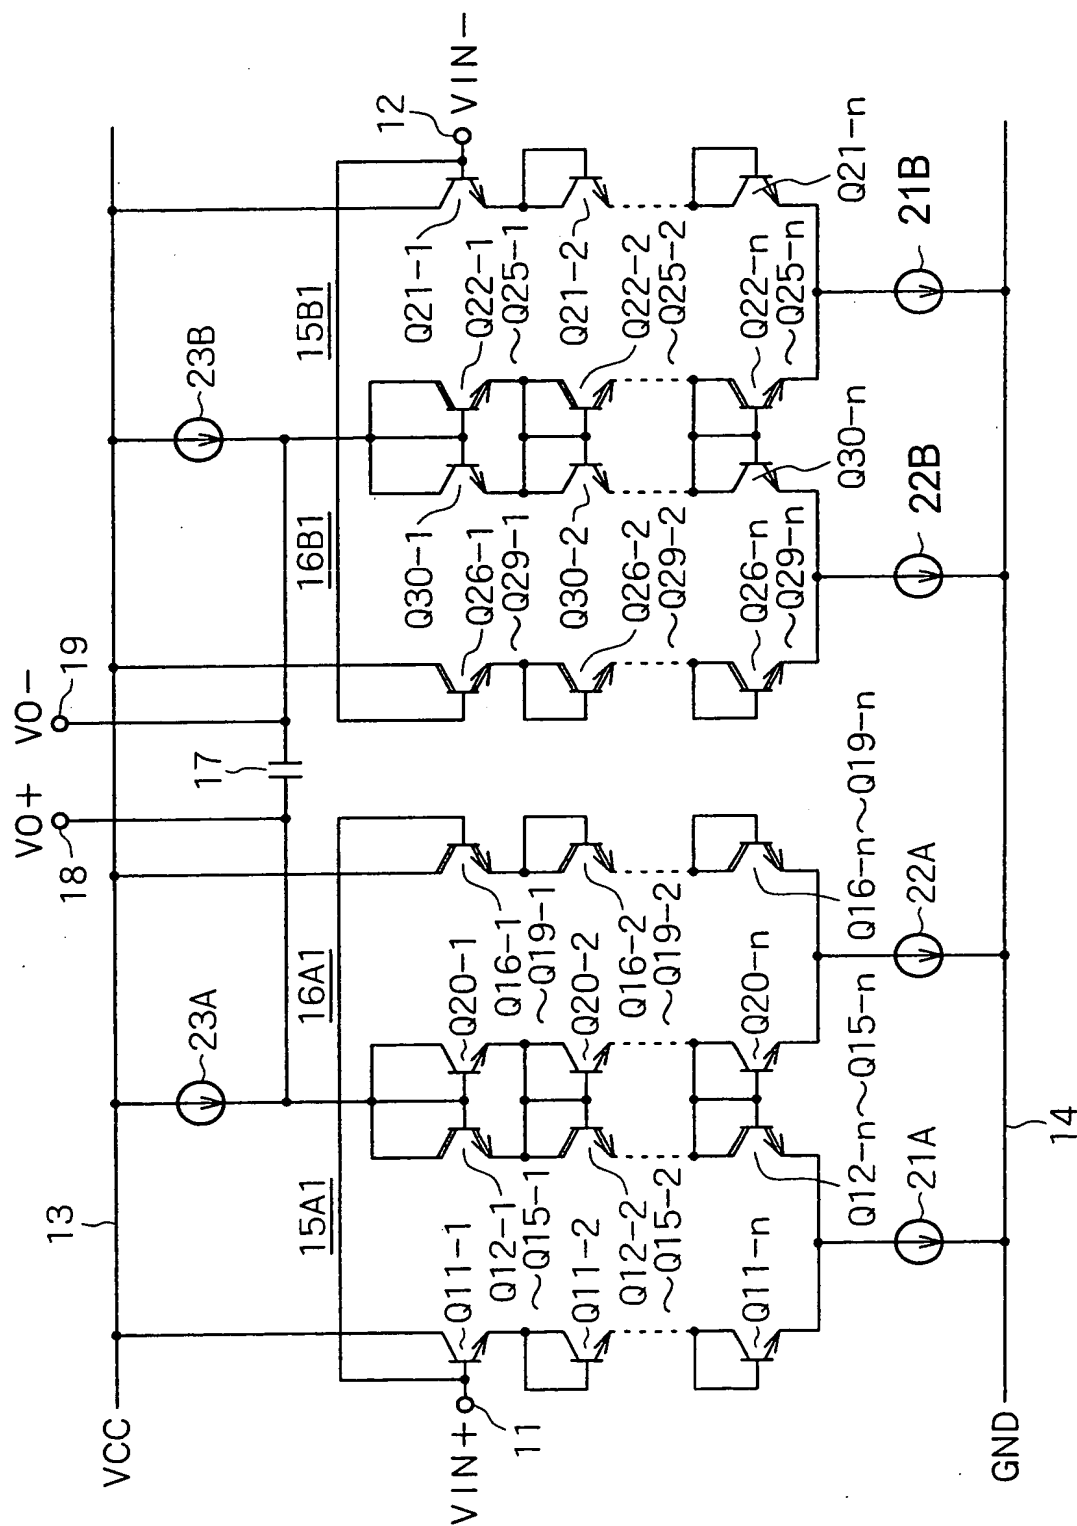 VO+ VO-
18
19
VCC
13
23A
17
23B
15A1
16A1
16B1
15B1
VIN+
11
12
VIN-
Q11-1
Q12-1
~Q15-1
Q20-1
Q16-1
~Q19-1
Q30-1
Q26-1
~Q29-1
Q21-1
Q22-1
~Q25-1
Q11-2
Q12-2
~Q15-2
Q20-2
Q16-2
~Q19-2
Q30-2
Q26-2
~Q29-2
Q21-2
Q22-2
~Q25-2
Q11-n
Q12-n~Q15-n
Q20-n
Q16-n~Q19-n
Q26-n
~Q29-n
Q30-n
Q22-n
~Q25-n
Q21-n
21A
22A
22B
21B
GND
14